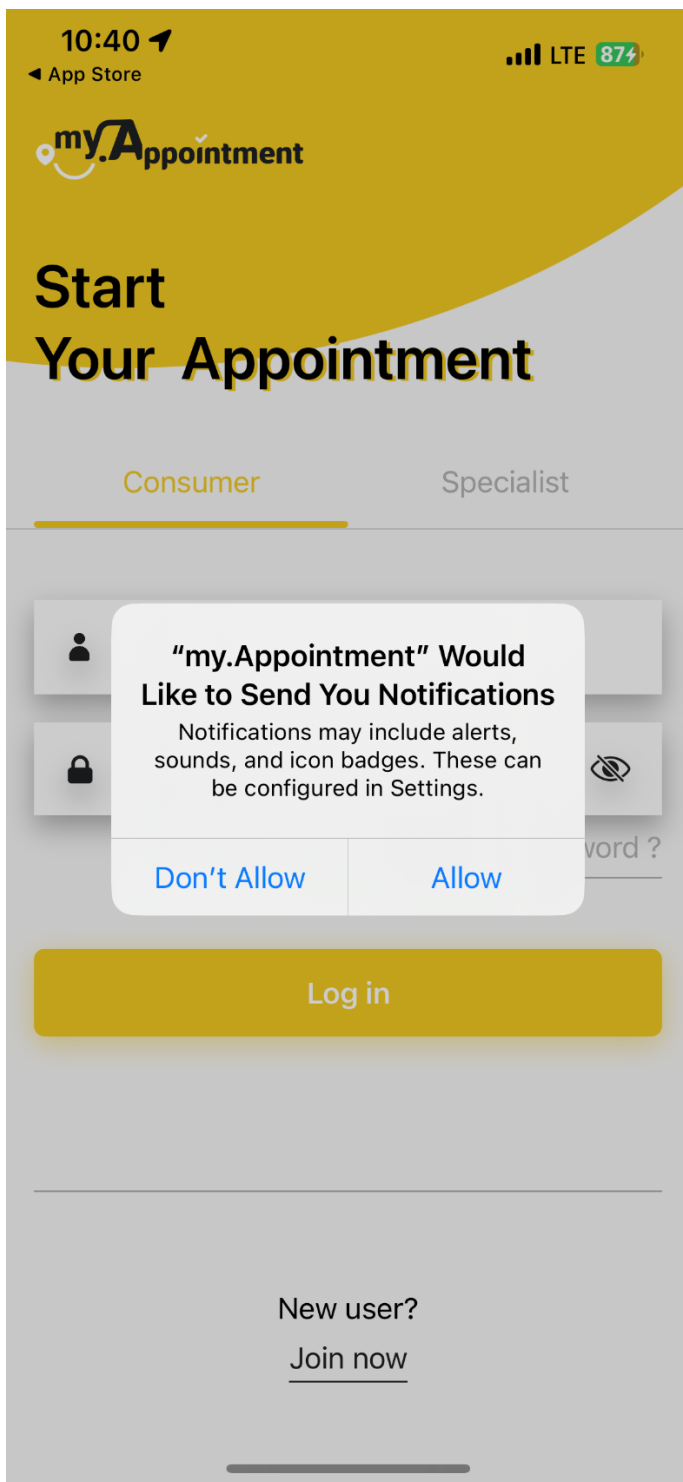 10:40
LTE 87
◀ App Store
my.Appointment
Start
Your Appointment
Consumer Specialist
“my.Appointment” Would
Like to Send You Notifications
Notifications may include alerts,
sounds, and icon badges. These can
be configured in Settings.
word ?
Don’t Allow Allow
Log in
New user?
Join now